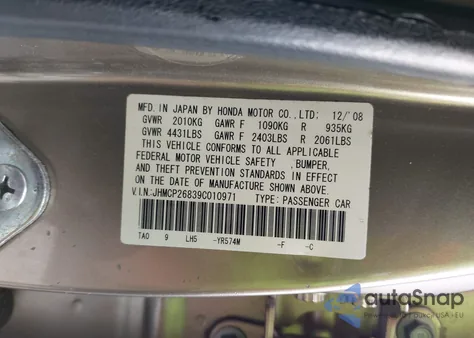 MFD. IN JAPAN BY HONDA MOTOR CO., LTD: 12/'08
GVWR 2010KG GAWR F 1090KG R 935KG
GVWR 4431LBS GAWR F 2403LBS R 2061LBS
THIS VEHICLE CONFORMS TO ALL APPLICABLE
FEDERAL MOTOR VEHICLE SAFETY ,BUMPER,
AND THEFT PREVENTION STANDARDS IN EFFECT
ON THE DATE OF MANUFACTURE SHOWN ABOVE.
V.I.N: JHMCP26839C010971 TYPE: PASSENGER CAR
TA0 9 LH5 -YR574M -F -C
autoSnap